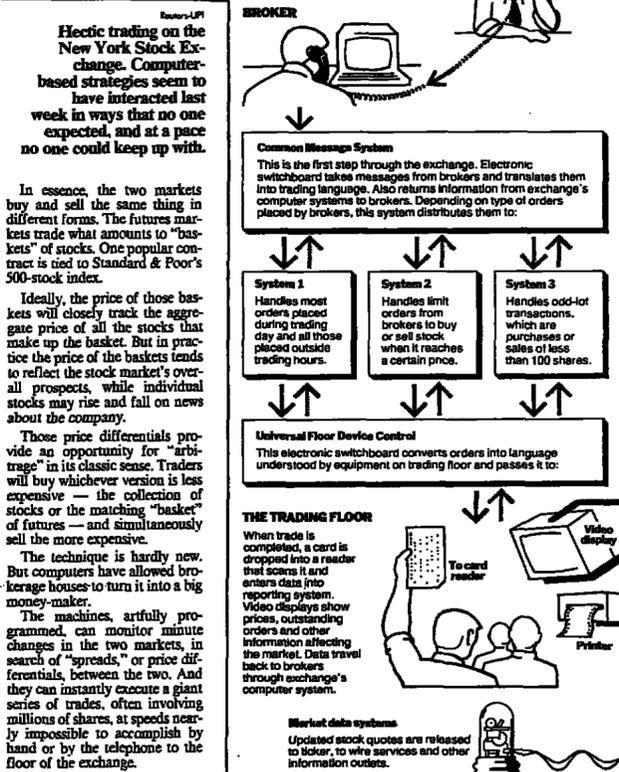 Reuters-UPI
Hectic trading on the
New York Stock Ex-
change. Computer-
based strategies seem to
have interacted last
week in ways that no one
expected, and at a pace
no one could keep up with.
In essence, the two markets
buy and sell the same thing in
different forms. The futures mar-
kets trade what amounts to “bas-
kets” of stocks. One popular con-
tract is tied to Standard & Poor’s
500-stock index.
Ideally, the price of those bas-
kets will closely track the aggre-
gate price of all the stocks that
make up the basket. But in prac-
tice the price of the baskets tends
to reflect the stock market’s over-
all prospects, while individual
stocks may rise and fall on news
about the company.
Those price differentials pro-
vide an opportunity for “arbi-
trage” in its classic sense. Traders
will buy whichever version is less
expensive — the collection of
stocks or the matching “basket”
of futures — and simultaneously
sell the more expensive.
The technique is hardly new.
But computers have allowed bro-
kerage houses to turn it into a big
money-maker.
The machines, artfully pro-
grammed, can monitor minute
changes in the two markets, in
search of “spreads,” or price dif-
ferentials, between the two. And
they can instantly execute a giant
series of trades, often involving
millions of shares, at speeds near-
ly impossible to accomplish by
hand or by the telephone to the
floor of the exchange.
BROKER
Common Message System
This is the first step through the exchange. Electronic
switchboard takes messages from brokers and translates them
into trading language. Also returns information from exchange’s
computer systems to brokers. Depending on type of orders
placed by brokers, this system distributes them to:
System 1
Handles most
orders placed
during trading
day and all those
placed outside
trading hours.
System 2
Handles limit
orders from
brokers to buy
or sell stock
when it reaches
a certain price.
System 3
Handles odd-lot
transactions,
which are
purchases or
sales of less
than 100 shares.
Universal Floor Device Control
This electronic switchboard converts orders into language
understood by equipment on trading floor and passes it to:
THE TRADING FLOOR
When trade is
completed, a card is
dropped into a reader
that scans it and
enters data into
reporting system.
Video displays show
prices, outstanding
orders and other
information affecting
the market. Data travel
back to brokers
through exchange’s
computer system.
To card
reader
Video
display
Printer
Market data systems
Updated stock quotes are released
to ticker, to wire services and other
information outlets.